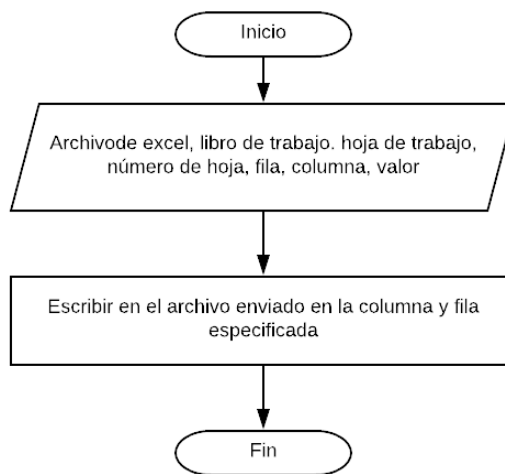 Inicio
Archivode excel, libro de trabajo. hoja de trabajo,
número de hoja, fila, columna, valor
Escribir en el archivo enviado en la columna y fila
especificada
Fin